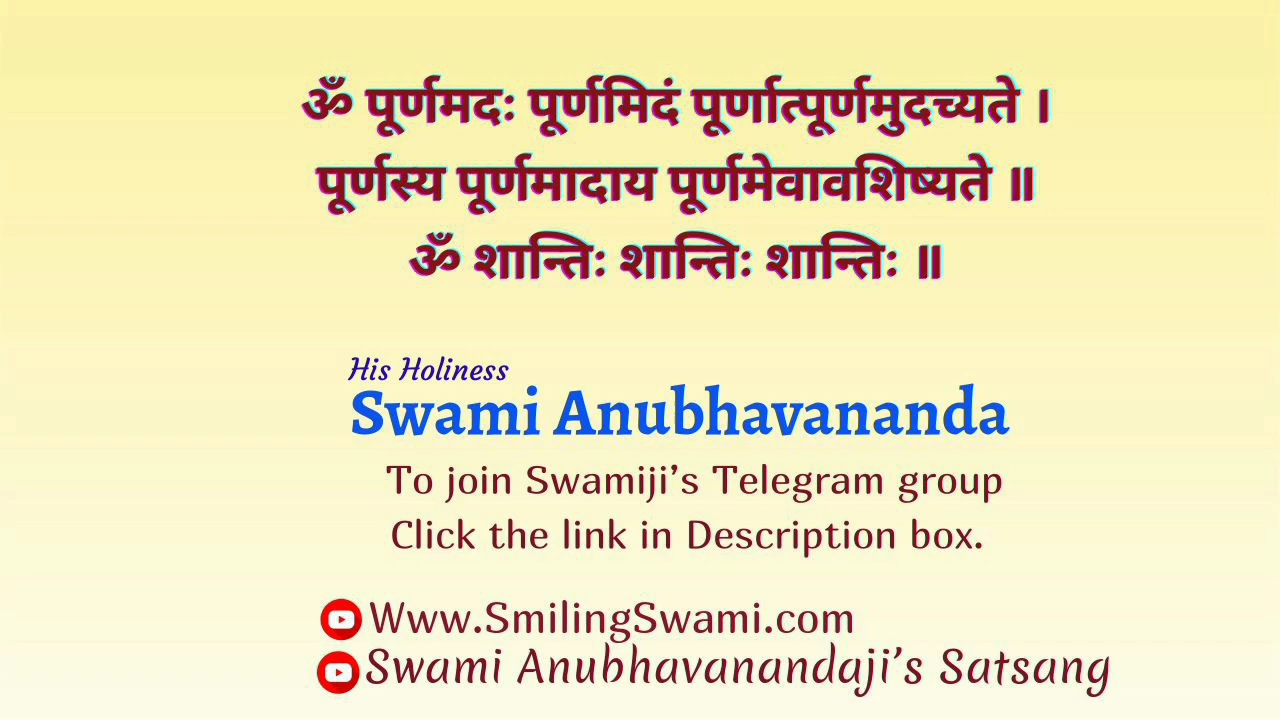 ॐ पूर्णमदः पूर्णमिदं पूर्णात्पूर्णमुदच्यते ।
पूर्णस्य पूर्णमादाय पूर्णमेवावशिष्यते ॥
ॐ शान्तिः शान्तिः शान्तिः ॥
His Holiness
Swami Anubhavananda
To join Swamiji’s Telegram group
Click the link in Description box.
Www.SmilingSwami.com
Swami Anubhavanandaji’s Satsang